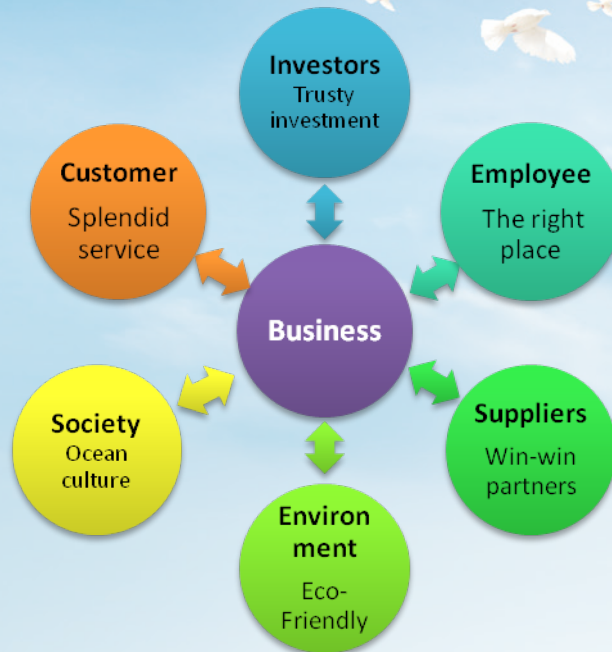 Investors
Trusty
investment
Customer
Splendid
service
Employee
The right
place
Business
Society
Ocean
culture
Suppliers
Win-win
partners
Environ
ment
Eco-
Friendly